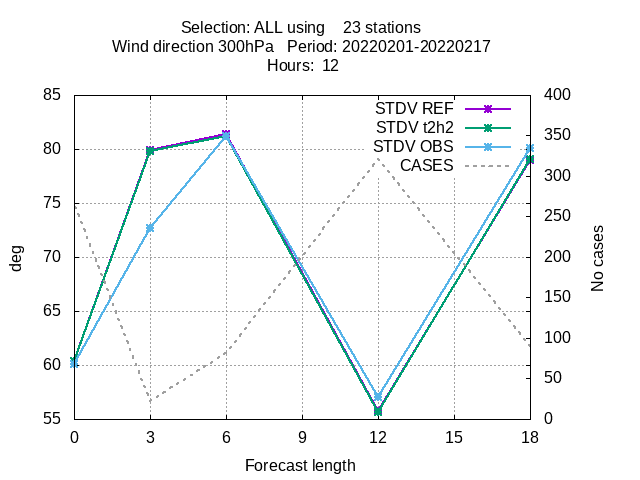 Selection: ALL using    23 stations
Wind direction 300hPa   Period: 20220201-20220217
Hours:  12
85
80
75
70
65
60
55
400
350
300
250
200
150
100
50
0
STDV REF
STDV t2h2
STDV OBS
CASES
deg
No cases
0 3 6 9 12 15 18
Forecast length